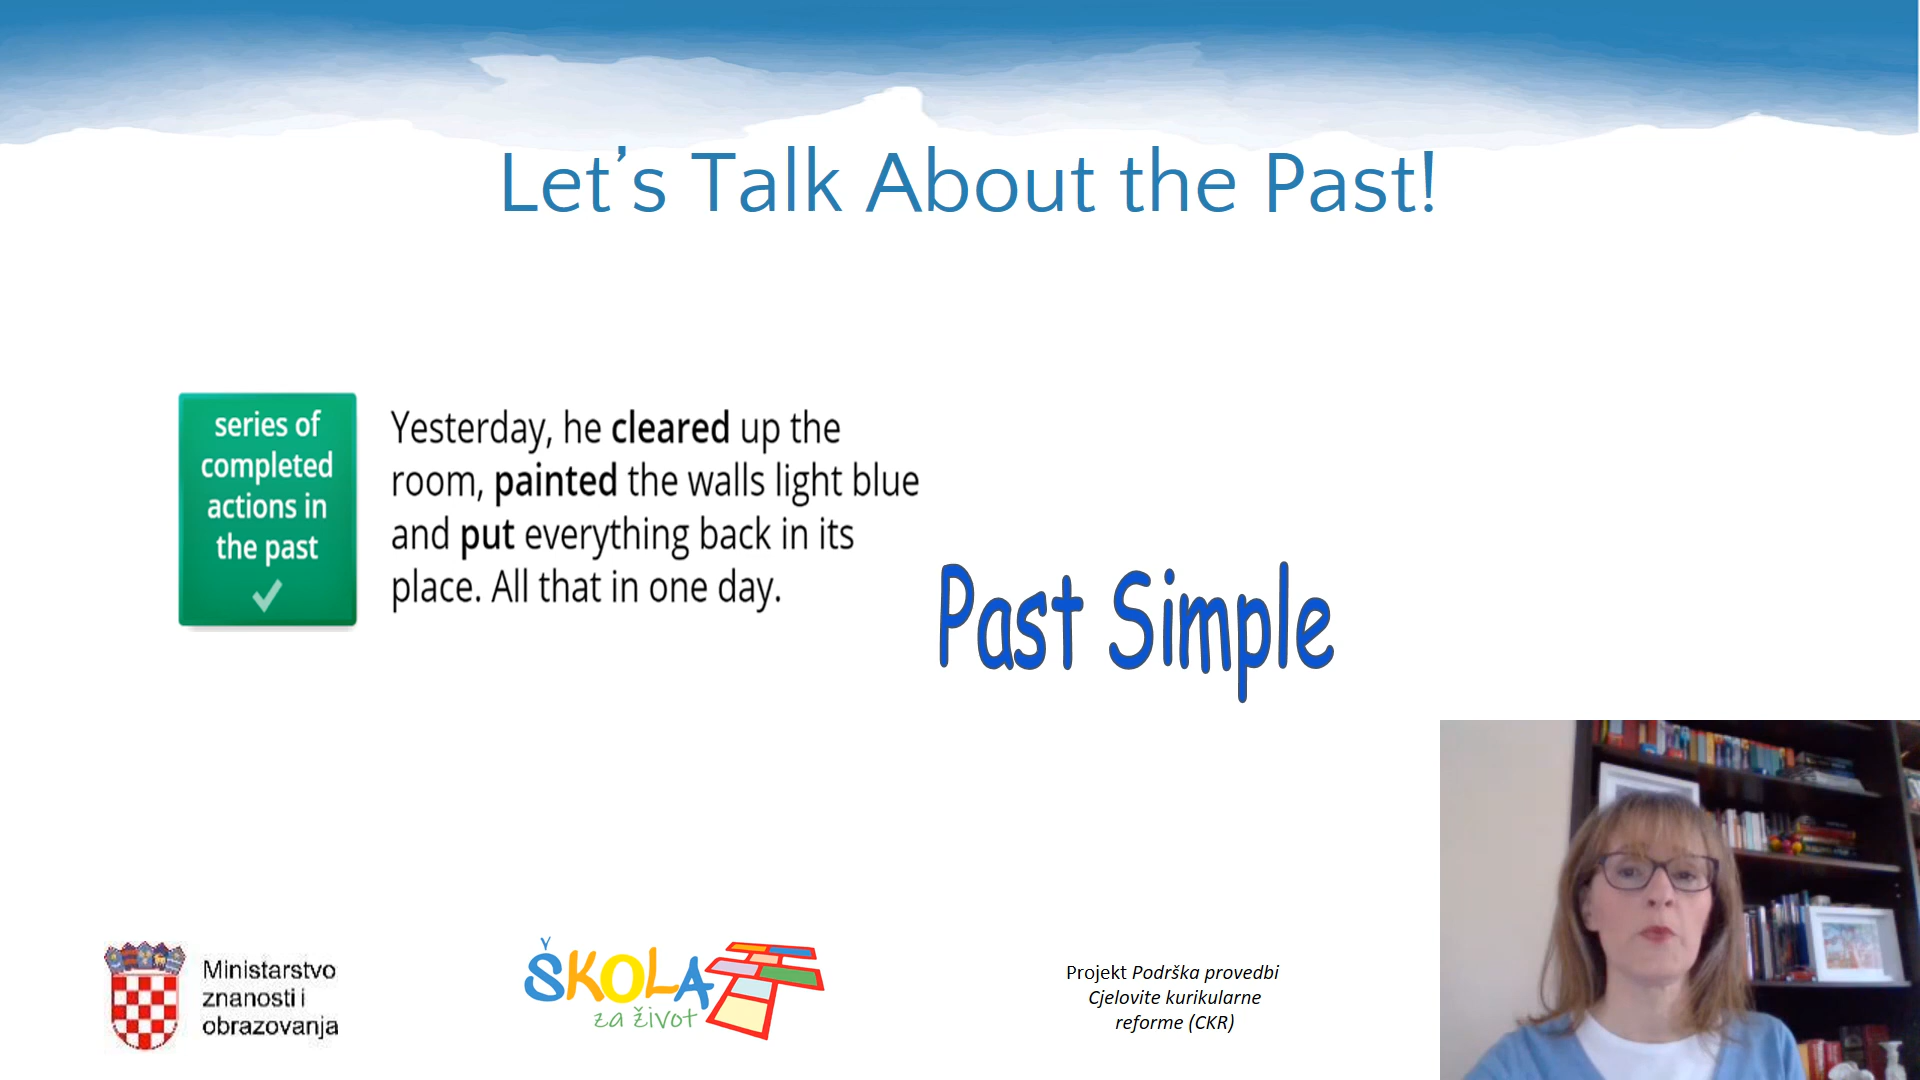 Let’s Talk About the Past!
series of
completed
actions in
the past
Yesterday, he cleared up the
room, painted the walls light blue
and put everything back in its
place. All that in one day.
Past Simple
Ministarstvo
znanosti i
obrazovanja
ŠKOLA
za život
Projekt Podrška provedbi
Cjelovite kurikularne
reforme (CKR)